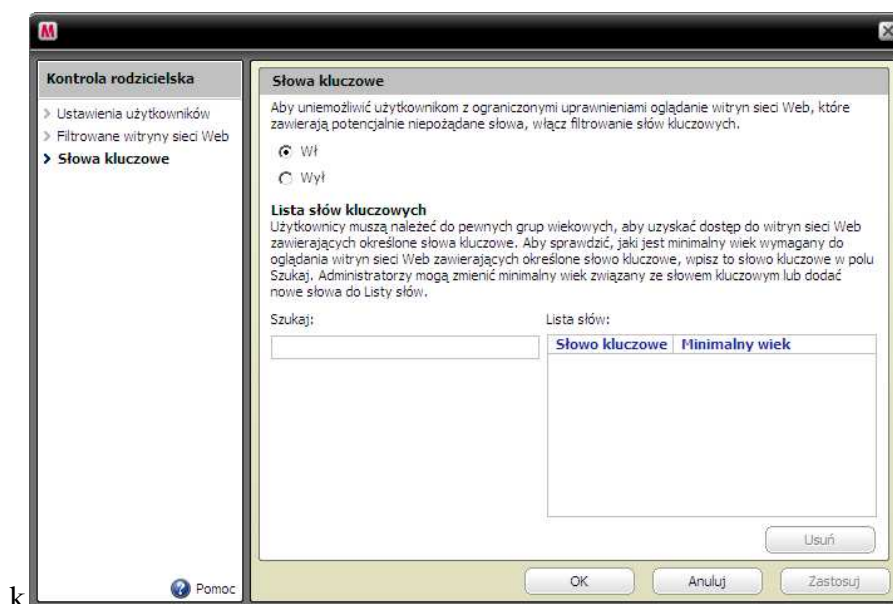 Kontrola rodzicielska
Ustawienia użytkowników
Filtrowane witryny sieci Web
Słowa kluczowe
Pomoc
Słowa kluczowe
Aby uniemożliwić użytkownikom z ograniczonymi uprawnieniami oglądanie witryn sieci Web, które
zawierają potencjalnie niepożądane słowa, włącz filtrowanie słów kluczowych.
Wł
Wył
Lista słów kluczowych
Użytkownicy muszą należeć do pewnych grup wiekowych, aby uzyskać dostęp do witryn sieci Web
zawierających określone słowa kluczowe. Aby sprawdzić, jaki jest minimalny wiek wymagany do
oglądania witryn sieci Web zawierających określone słowo kluczowe, wpisz to słowo kluczowe w polu
Szukaj. Administratorzy mogą zmienić minimalny wiek związany ze słowem kluczowym lub dodać
nowe słowa do Listy słów.
Szukaj:
Lista słów:
Słowo kluczowe Minimalny wiek
Usuń
OK Anuluj Zastosuj
k